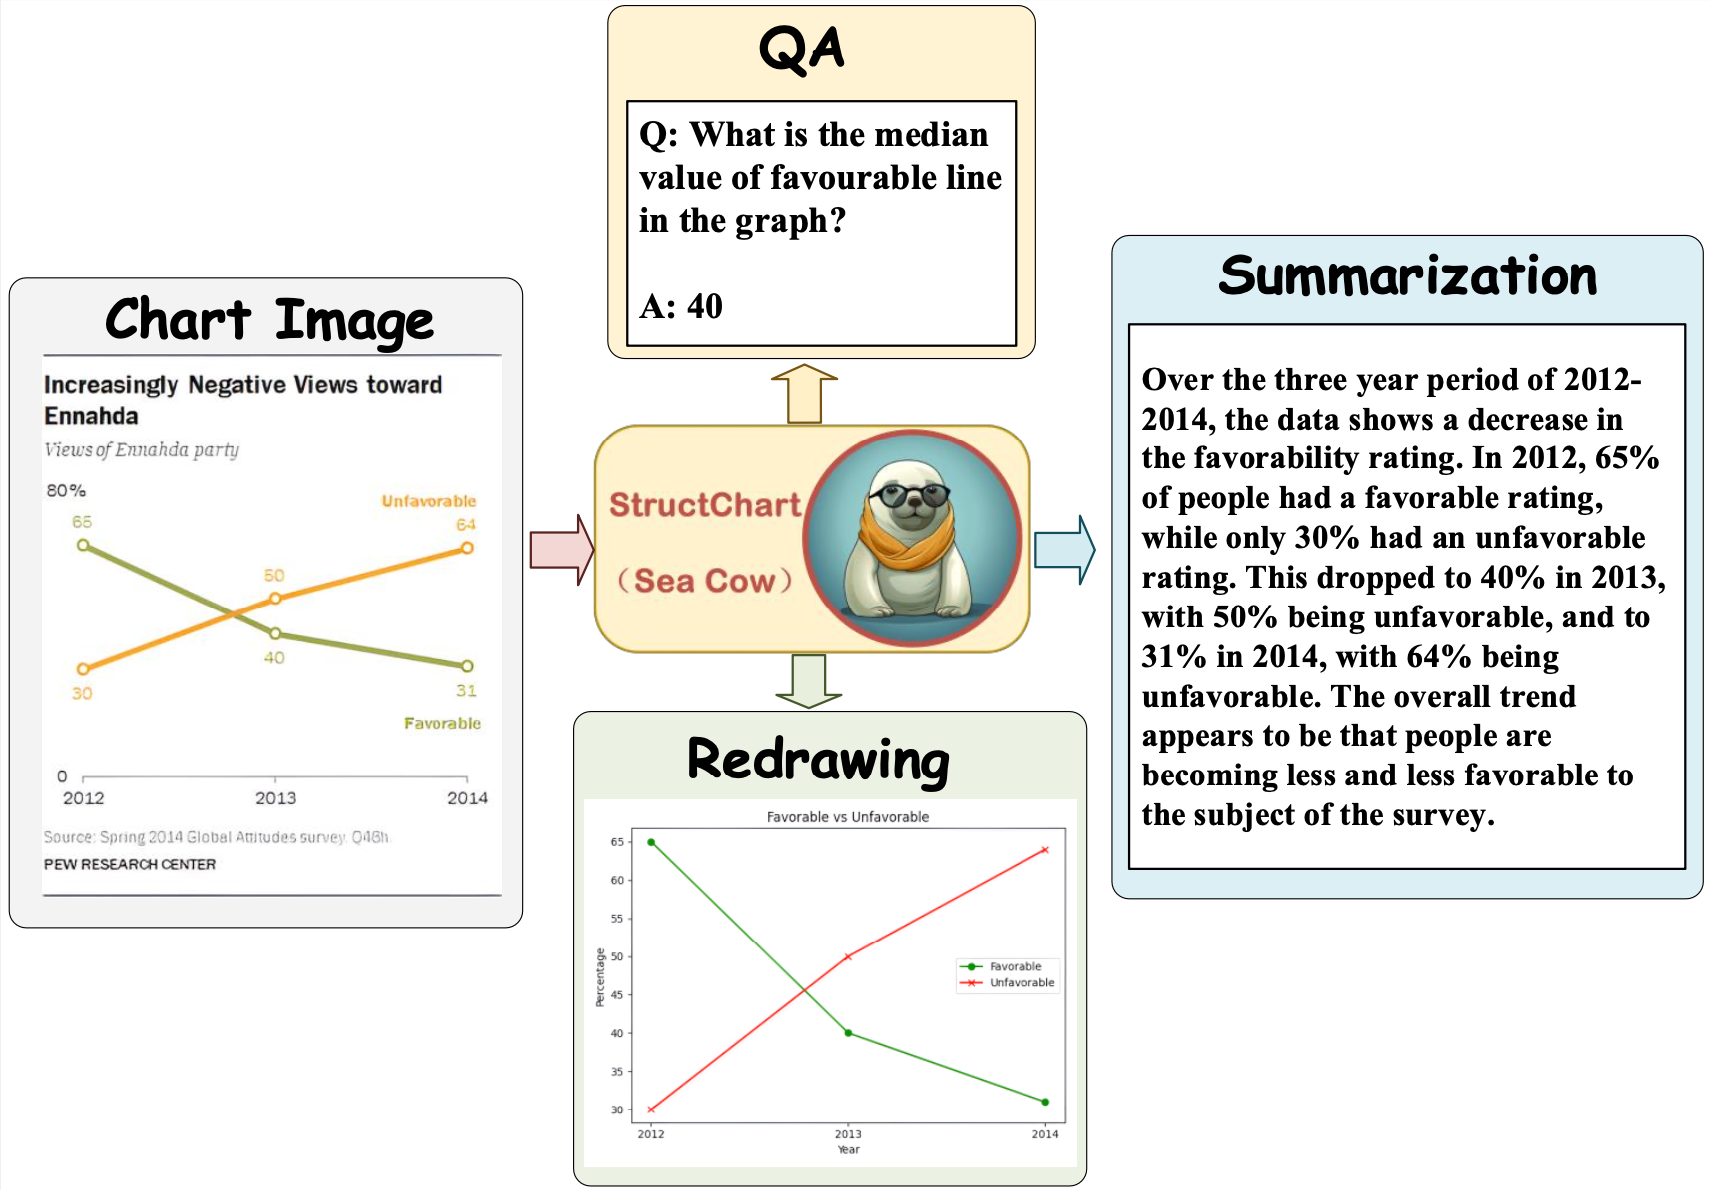 QA
Q: What is the median
value of favourable line
in the graph?
A: 40
Chart Image
Increasingly Negative Views toward
Ennahda
Views of Ennahda party
80%
65
Unfavorable
64
50
40
30
31
Favorable
0
2012 2013 2014
Source: Spring 2014 Global Attitudes survey. Q46h.
PEW RESEARCH CENTER
StructChart
（Sea Cow）
Summarization
Over the three year period of 2012-
2014, the data shows a decrease in
the favorability rating. In 2012, 65%
of people had a favorable rating,
while only 30% had an unfavorable
rating. This dropped to 40% in 2013,
with 50% being unfavorable, and to
31% in 2014, with 64% being
unfavorable. The overall trend
appears to be that people are
becoming less and less favorable to
the subject of the survey.
Redrawing
Favorable vs Unfavorable
65
60
55
50
45
40
35
30
Percentage
Favorable
Unfavorable
2012 2013 2014
Year